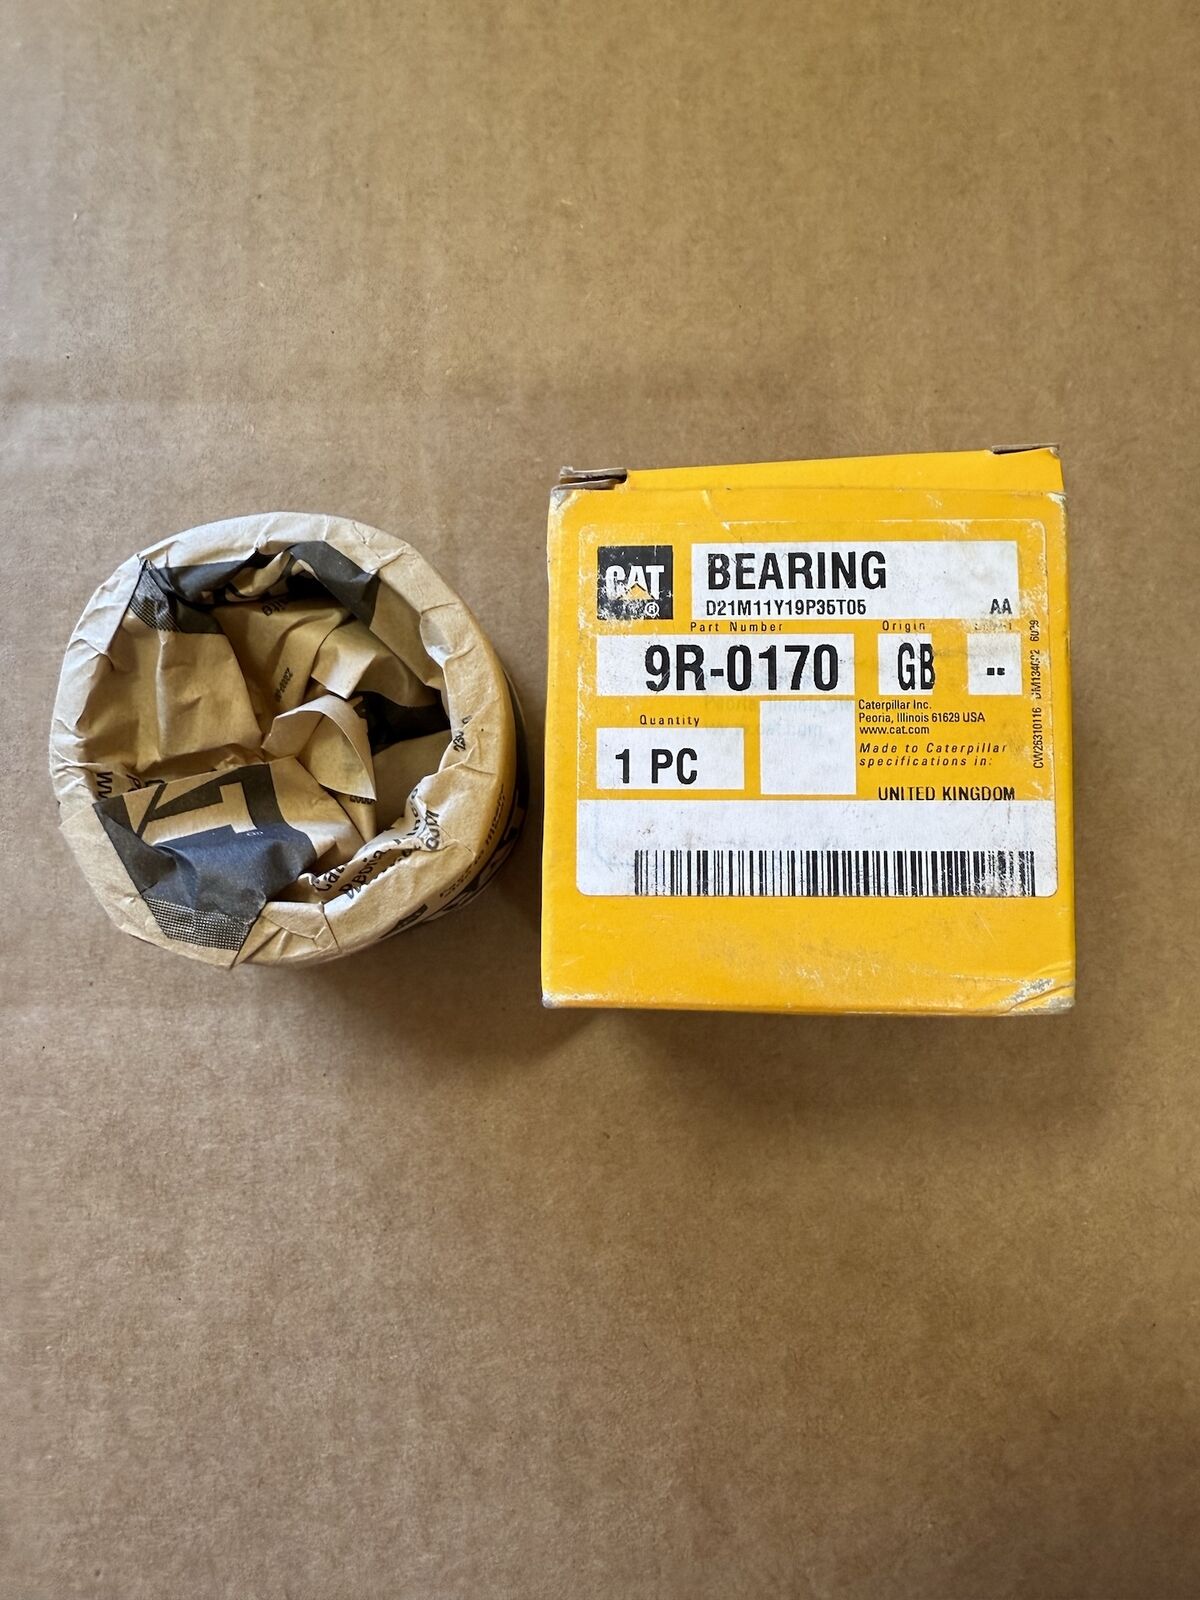 CAT
®
BEARING
D21M11Y19P35T05 AA
Part Number Origin
9R-0170 GB --
Quantity
1 PC
Caterpillar Inc.
Peoria, Illinois 61629 USA
www.cat.com
Made to Caterpillar
specifications in:
UNITED KINGDOM
CW26310116